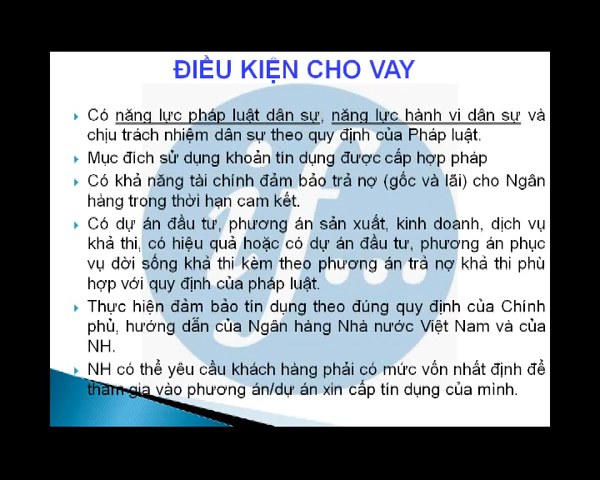 ĐIỀU KIỆN CHO VAY
Có năng lực pháp luật dân sự, năng lực hành vi dân sự và
chịu trách nhiệm dân sự theo quy định của Pháp luật.
Mục đích sử dụng khoản tín dụng được cấp hợp pháp
Có khả năng tài chính đảm bảo trả nợ (gốc và lãi) cho Ngân
hàng trong thời hạn cam kết.
Có dự án đầu tư, phương án sản xuất, kinh doanh, dịch vụ
khả thi, có hiệu quả hoặc có dự án đầu tư, phương án phục
vụ đời sống khả thi kèm theo phương án trả nợ khả thi phù
hợp với quy định của pháp luật.
Thực hiện đảm bảo tín dụng theo đúng quy định của Chính
phủ, hướng dẫn của Ngân hàng Nhà nước Việt Nam và của
NH.
NH có thể yêu cầu khách hàng phải có mức vốn nhất định để
tham gia vào phương án/dự án xin cấp tín dụng của mình.
if...